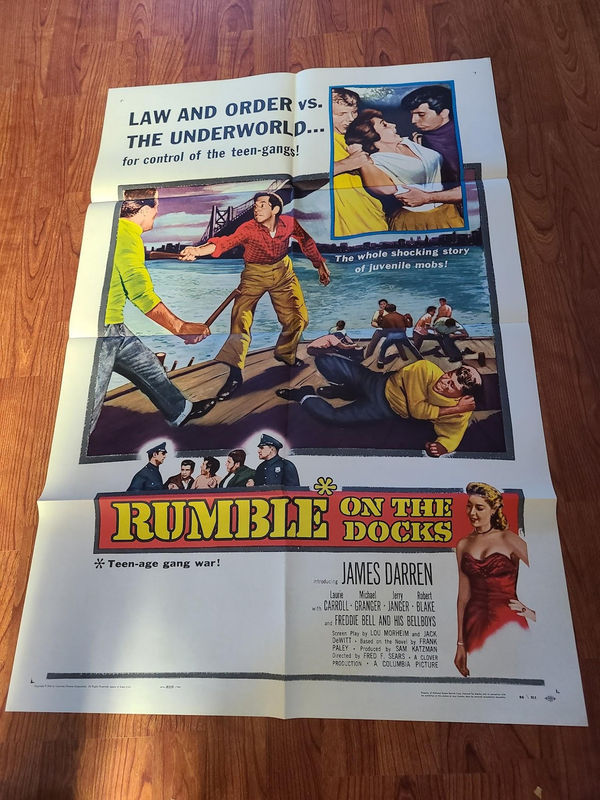 LAW AND ORDER vs.
THE UNDERWORLD...
for control of the teen-gangs!
The whole shocking story
of juvenile mobs!
RUMBLE*
ON THE
DOCKS
* Teen-age gang war!
introducing JAMES DARREN
with Laurie CARROLL · Michael GRANGER · Jerry JANGER · Robert BLAKE
and FREDDIE BELL AND HIS BELLBOYS
Screen Play by LOU MORHEIM and JACK
DeWITT · Based on the Novel by FRANK
PALEY · Produced by SAM KATZMAN
Directed by FRED F. SEARS · A CLOVER
PRODUCTION · A COLUMBIA PICTURE